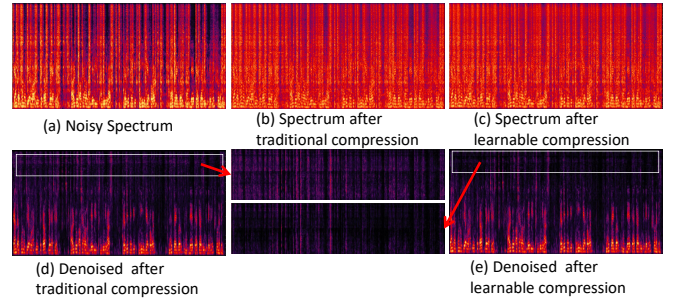 (a) Noisy Spectrum
(b) Spectrum after
traditional compression
(c) Spectrum after
learnable compression
(d) Denoised after
traditional compression
(e) Denoised after
learnable compression